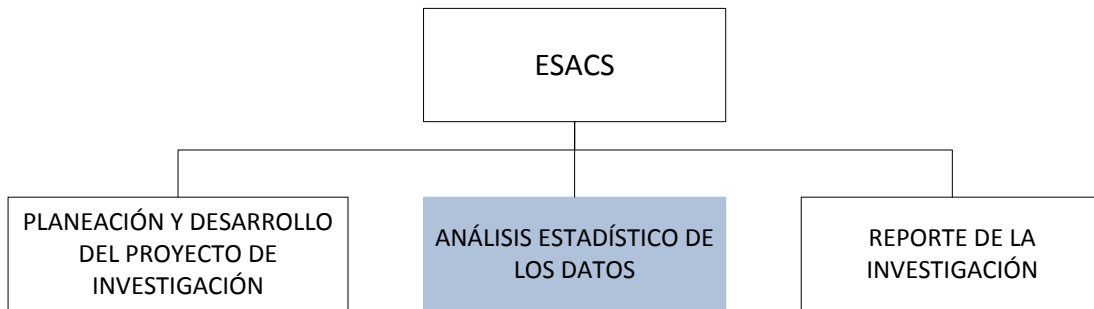 ESACS
PLANEACIÓN Y DESARROLLO
DEL PROYECTO DE
INVESTIGACIÓN
ANÁLISIS ESTADÍSTICO DE
LOS DATOS
REPORTE DE LA
INVESTIGACIÓN